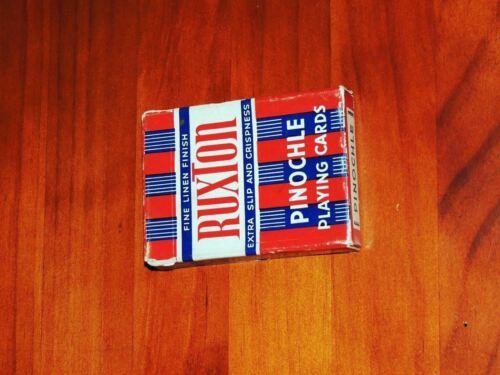 FINE LINEN FINISH
RUXTON
EXTRA SLIP AND CRISPNESS
PINOCHLE
PLAYING CARDS
PINOCHLE